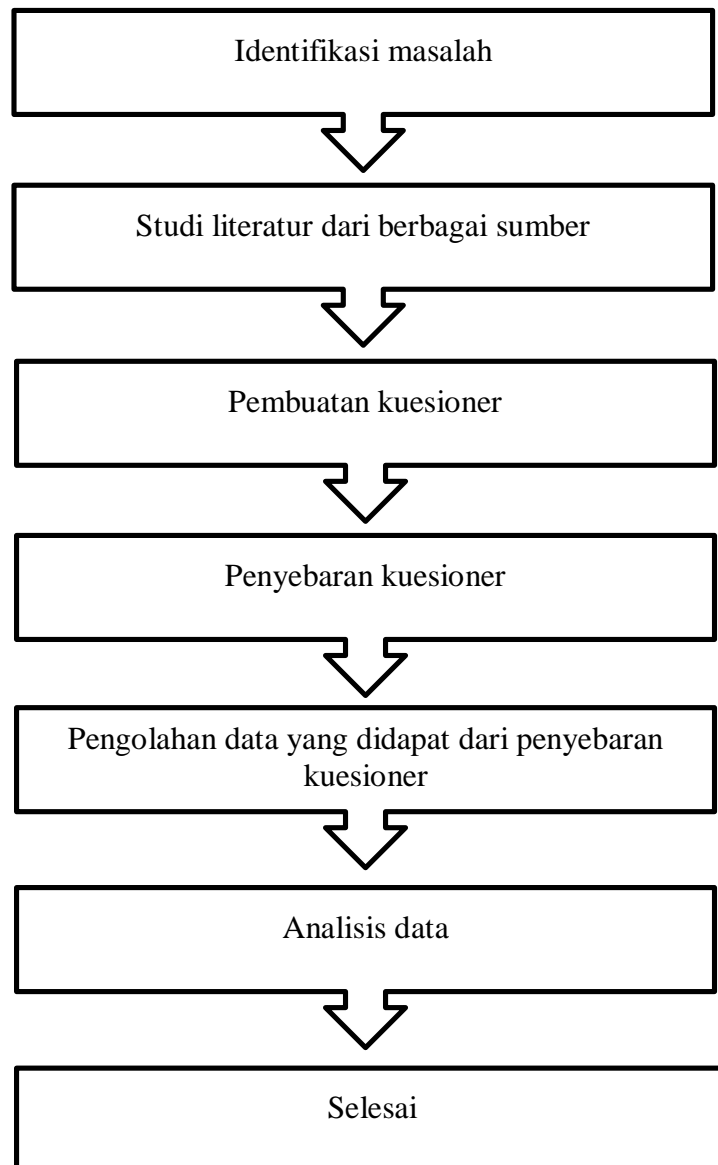 Identifikasi masalah
Studi literatur dari berbagai sumber
Pembuatan kuesioner
Penyebaran kuesioner
Pengolahan data yang didapat dari penyebaran
kuesioner
Analisis data
Selesai